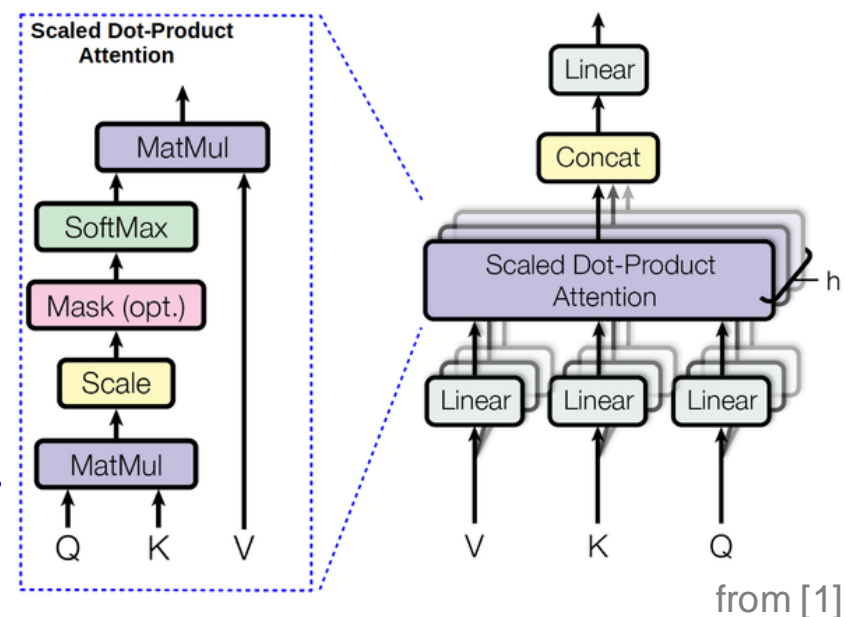 Scaled Dot-Product
Attention
MatMul
SoftMax
Mask (opt.)
Scale
MatMul
Q K V
Linear
Concat
Scaled Dot-Product
Attention
h
Linear Linear Linear
V K Q
from [1]